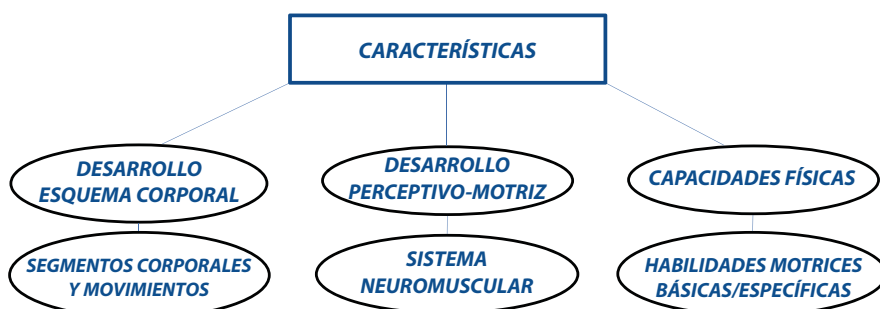 CARACTERÍSTICAS
DESARROLLO
ESQUEMA CORPORAL
DESARROLLO
PERCEPTIVO-MOTRIZ
CAPACIDADES FÍSICAS
SEGMENTOS CORPORALES
Y MOVIMIENTOS
SISTEMA
NEUROMUSCULAR
HABILIDADES MOTRICES
BÁSICAS/ESPECÍFICAS